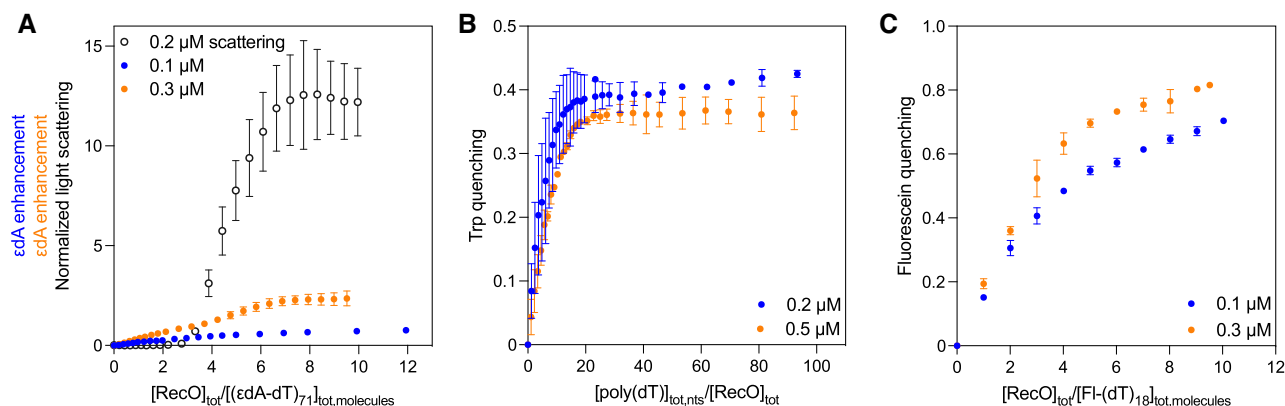 A
εdA enhancement
εdA enhancement
Normalized light scattering
15
10
5
0
0.2 µM scattering
0.1 µM
0.3 µM
0 2 4 6 8 10 12
[RecO]tot/[(εdA-dT)71]tot,molecules
B
Trp quenching
0.5
0.4
0.3
0.2
0.1
0
0.2 µM
0.5 µM
0 20 40 60 80 100
[poly(dT)]tot,nts/[RecO]tot
C
Fluorescein quenching
1.0
0.8
0.6
0.4
0.2
0
0.1 µM
0.3 µM
0 2 4 6 8 10 12
[RecO]tot/[Fl-(dT)18]tot,molecules